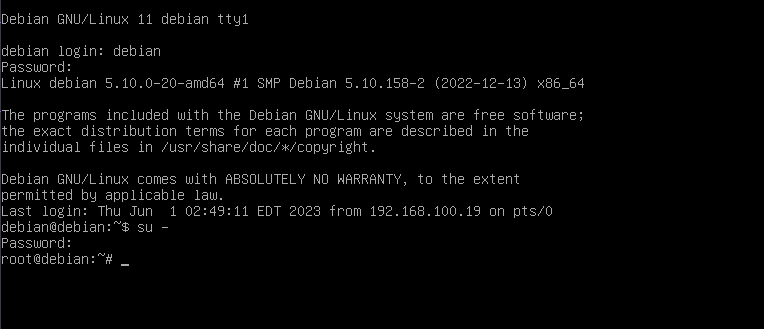 Debian GNU/Linux 11 debian tty1
debian login: debian
Password:
Linux debian 5.10.0-20-amd64 #1 SMP Debian 5.10.158-2 (2022-12-13) x86_64
The programs included with the Debian GNU/Linux system are free software;
the exact distribution terms for each program are described in the
individual files in /usr/share/doc/*/copyright.
Debian GNU/Linux comes with ABSOLUTELY NO WARRANTY, to the extent
permitted by applicable law.
Last login: Thu Jun  1 02:49:11 EDT 2023 from 192.168.100.19 on pts/0
debian@debian:~$ su -
Password:
root@debian:~# _